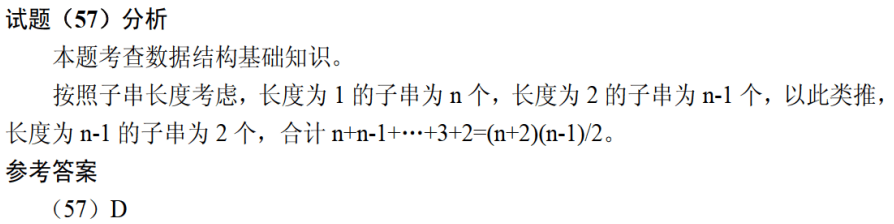 试题（57）分析
本题考查数据结构基础知识。
按照子串长度考虑，长度为 1 的子串为 n 个，长度为 2 的子串为 n-1 个，以此类推，
长度为 n-1 的子串为 2 个，合计 n+n-1+···+3+2=(n+2)(n-1)/2。
参考答案
（57）D